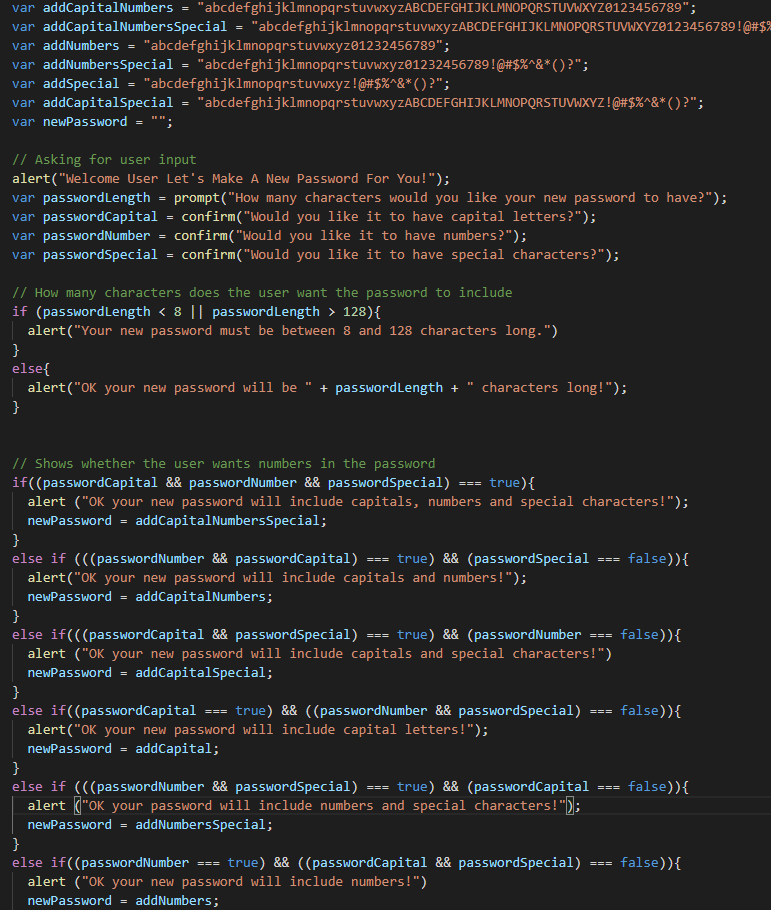 var addCapitalNumbers = "abcdefghijklmnopqrstuvwxyzABCDEFGHIJKLMNOPQRSTUVWXYZ0123456789";
var addCapitalNumbersSpecial = "abcdefghijklmnopqrstuvwxyzABCDEFGHIJKLMNOPQRSTUVWXYZ0123456789!@#$%
var addNumbers = "abcdefghijklmnopqrstuvwxyz01232456789";
var addNumbersSpecial = "abcdefghijklmnopqrstuvwxyz01232456789!@#$%^&*()?";
var addSpecial = "abcdefghijklmnopqrstuvwxyz!@#$%^&*()?";
var addCapitalSpecial = "abcdefghijklmnopqrstuvwxyzABCDEFGHIJKLMNOPQRSTUVWXYZ!@#$%^&*()?";
var newPassword = "";
// Asking for user input
alert("Welcome User Let's Make A New Password For You!");
var passwordLength = prompt("How many characters would you like your new password to have?");
var passwordCapital = confirm("Would you like it to have capital letters?");
var passwordNumber = confirm("Would you like it to have numbers?");
var passwordSpecial = confirm("Would you like it to have special characters?");
// How many characters does the user want the password to include
if (passwordLength < 8 || passwordLength > 128){
alert("Your new password must be between 8 and 128 characters long.")
}
else{
alert("OK your new password will be " + passwordLength + " characters long!");
}
// Shows whether the user wants numbers in the password
if((passwordCapital && passwordNumber && passwordSpecial) === true){
alert ("OK your new password will include capitals, numbers and special characters!");
newPassword = addCapitalNumbersSpecial;
}
else if (((passwordNumber && passwordCapital) === true) && (passwordSpecial === false)){
alert("OK your new password will include capitals and numbers!");
newPassword = addCapitalNumbers;
}
else if(((passwordCapital && passwordSpecial) === true) && (passwordNumber === false)){
alert ("OK your new password will include capitals and special characters!")
newPassword = addCapitalSpecial;
}
else if((passwordCapital === true) && ((passwordNumber && passwordSpecial) === false)){
alert("OK your new password will include capital letters!");
newPassword = addCapital;
}
else if (((passwordNumber && passwordSpecial) === true) && (passwordCapital === false)){
alert ("OK your password will include numbers and special characters!");
newPassword = addNumbersSpecial;
}
else if((passwordNumber === true) && ((passwordCapital && passwordSpecial) === false)){
alert ("OK your new password will include numbers!")
newPassword = addNumbers;